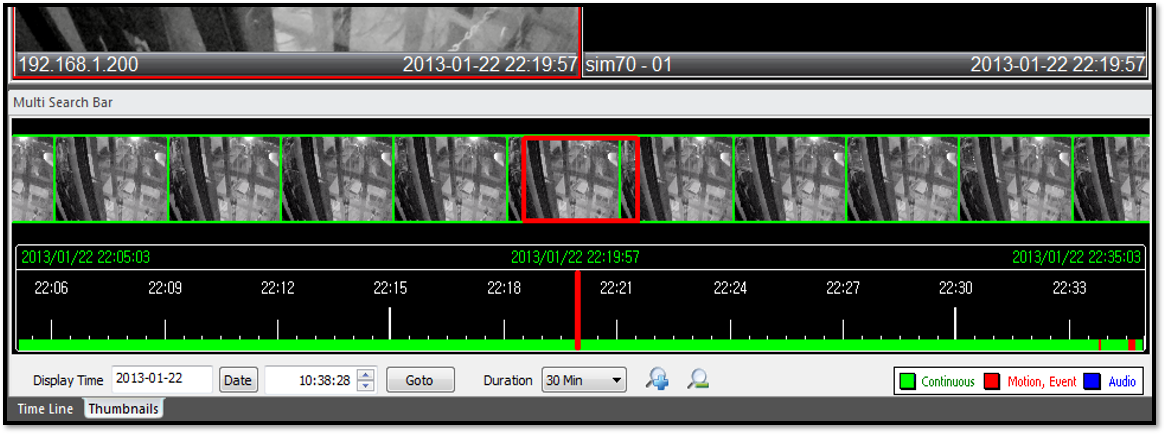 192.168.1.200 2013-01-22 22:19:57 sim70 - 01 2013-01-22 22:19:57
Multi Search Bar
2013/01/22 22:05:03 2013/01/22 22:19:57 2013/01/22 22:35:03
22:06 22:09 22:12 22:15 22:18 22:21 22:24 22:27 22:30 22:33
Display Time 2013-01-22 Date 10:38:28 Goto Duration 30 Min Continuous Motion, Event Audio
Time Line Thumbnails